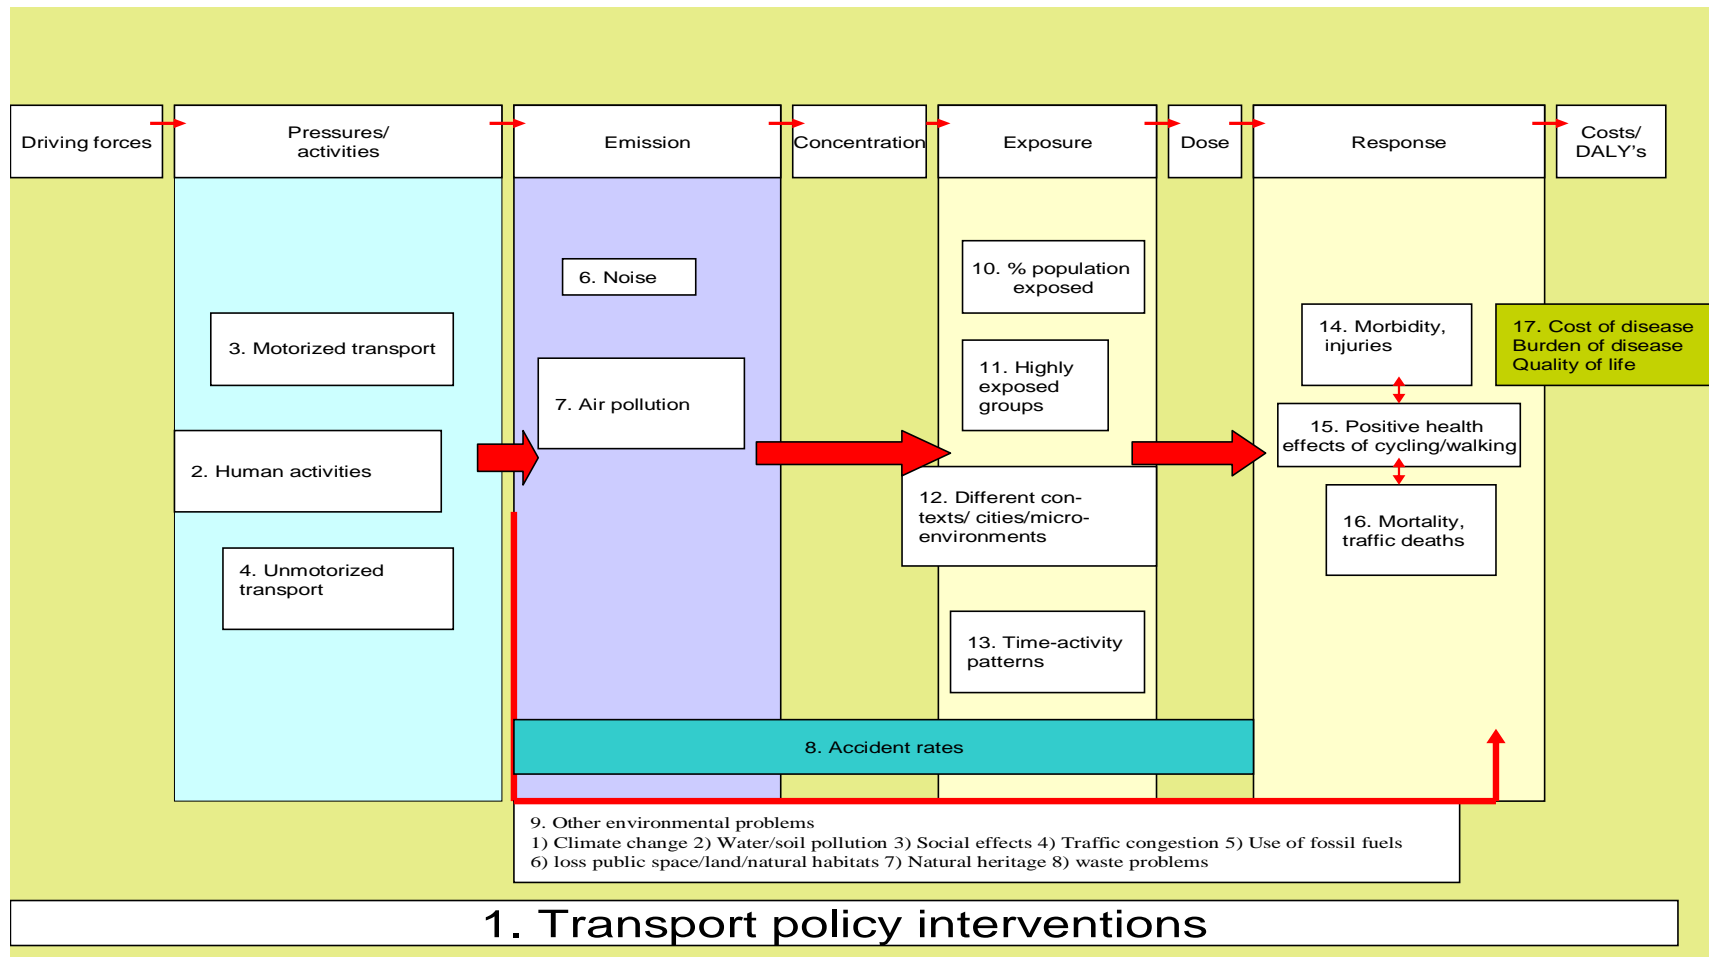 Driving forces
Pressures/
activities
Emission
Concentration
Exposure
Dose
Response
Costs/
DALY's
6. Noise
3. Motorized transport
7. Air pollution
2. Human activities
4. Unmotorized
transport
10. % population
exposed
11. Highly
exposed
groups
12. Different con-
texts/ cities/micro-
environments
13. Time-activity
patterns
14. Morbidity,
injuries
15. Positive health
effects of cycling/walking
16. Mortality,
traffic deaths
17. Cost of disease
Burden of disease
Quality of life
8. Accident rates
9. Other environmental problems
1) Climate change 2) Water/soil pollution 3) Social effects 4) Traffic congestion 5) Use of fossil fuels
6) loss public space/land/natural habitats 7) Natural heritage 8) waste problems
1. Transport policy interventions